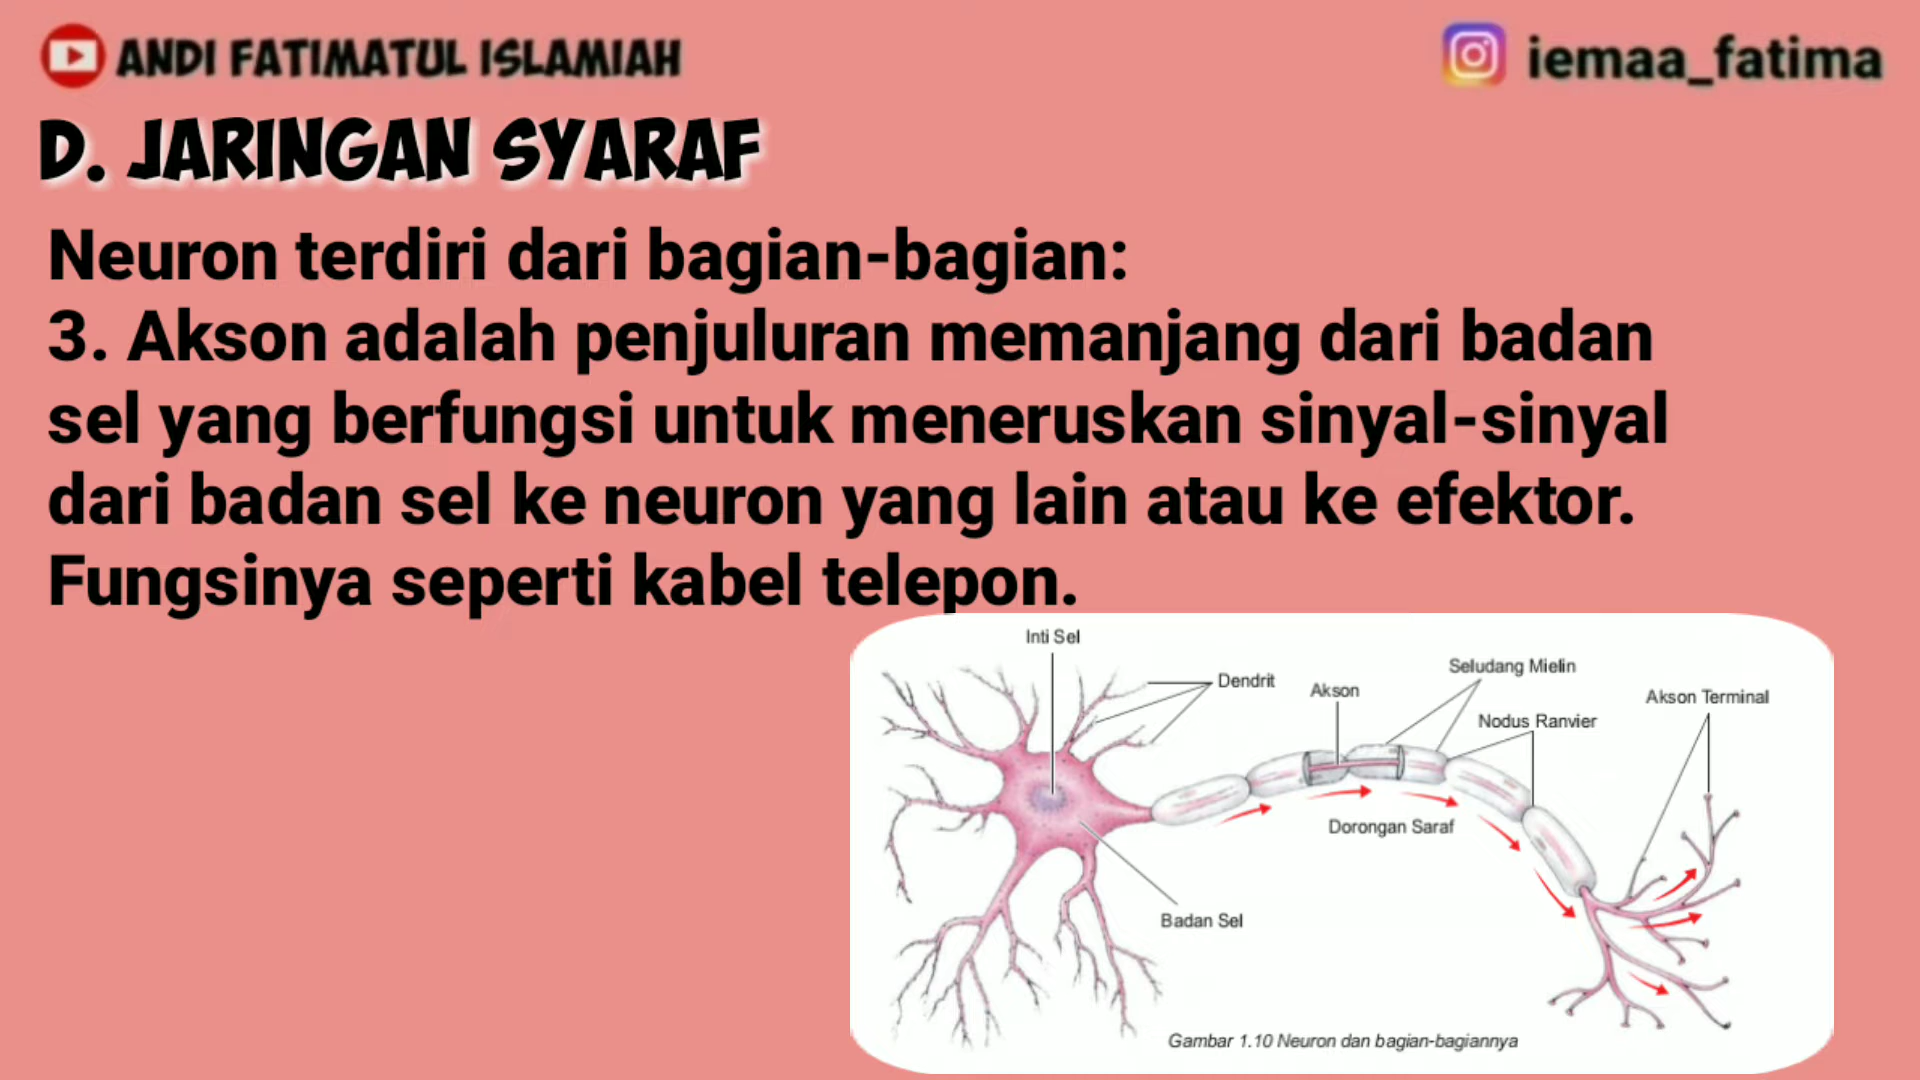 ANDI FATIMATUL ISLAMIAH
iemaa_fatima
D. JARINGAN SYARAF
Neuron terdiri dari bagian-bagian:
3. Akson adalah penjuluran memanjang dari badan
sel yang berfungsi untuk meneruskan sinyal-sinyal
dari badan sel ke neuron yang lain atau ke efektor.
Fungsinya seperti kabel telepon.
Inti Sel
Dendrit
Akson
Seludang Mielin
Nodus Ranvier
Akson Terminal
Dorongan Saraf
Badan Sel
Gambar 1.10 Neuron dan bagian-bagiannya